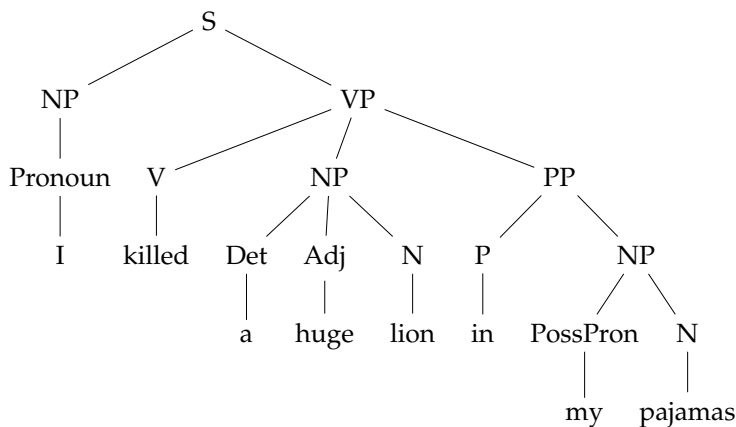 S
NP VP
Pronoun V NP PP
I killed Det Adj N P NP
a huge lion in PossPron N
my pajamas